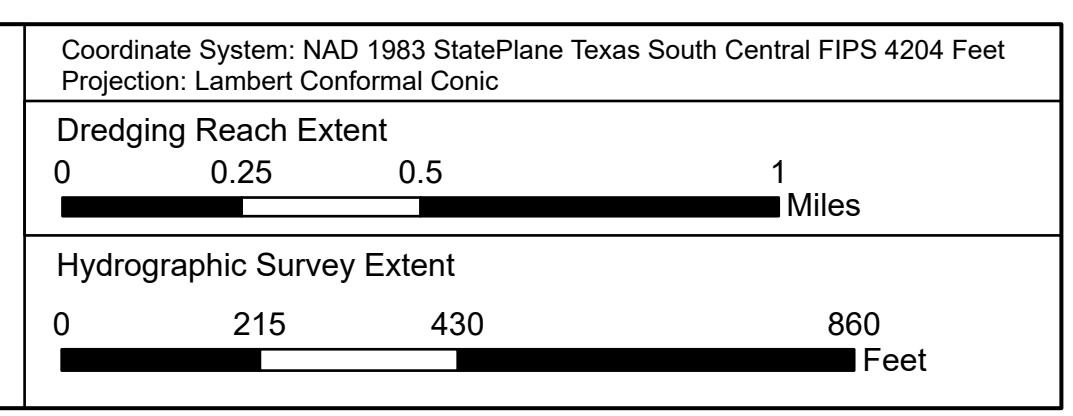 Coordinate System: NAD 1983 StatePlane Texas South Central FIPS 4204 Feet
Projection: Lambert Conformal Conic
Dredging Reach Extent
0 0.25 0.5 1
Miles
Hydrographic Survey Extent
0 215 430 860
Feet